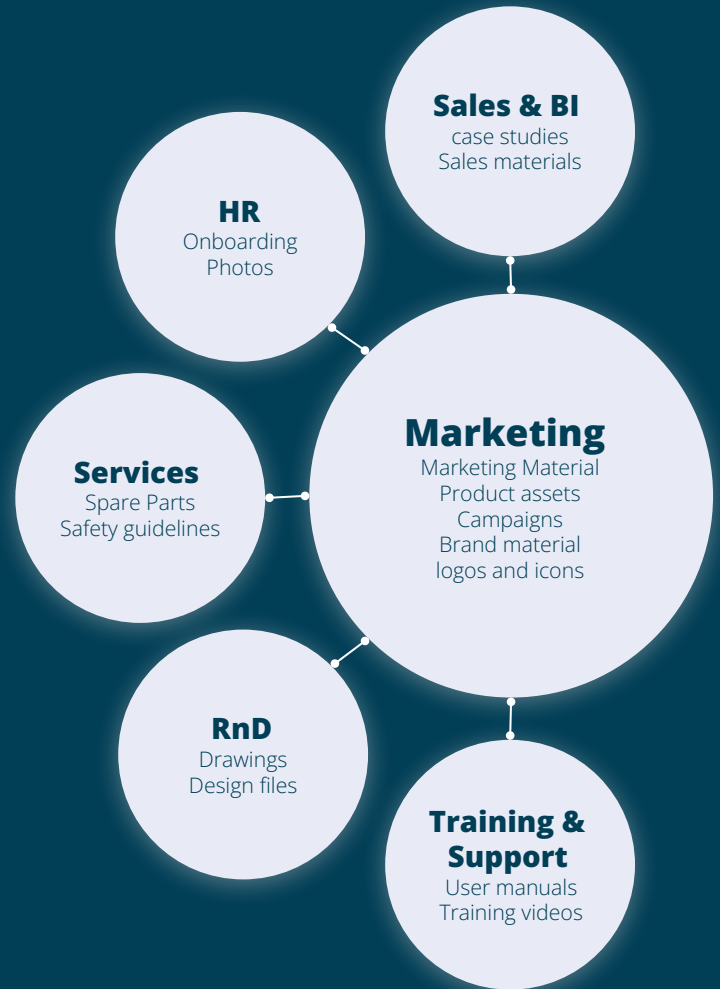 Sales & BI
case studies
Sales materials
HR
Onboarding
Photos
Marketing
Marketing Material
Product assets
Campaigns
Brand material
logos and icons
Services
Spare Parts
Safety guidelines
RnD
Drawings
Design files
Training &
Support
User manuals
Training videos